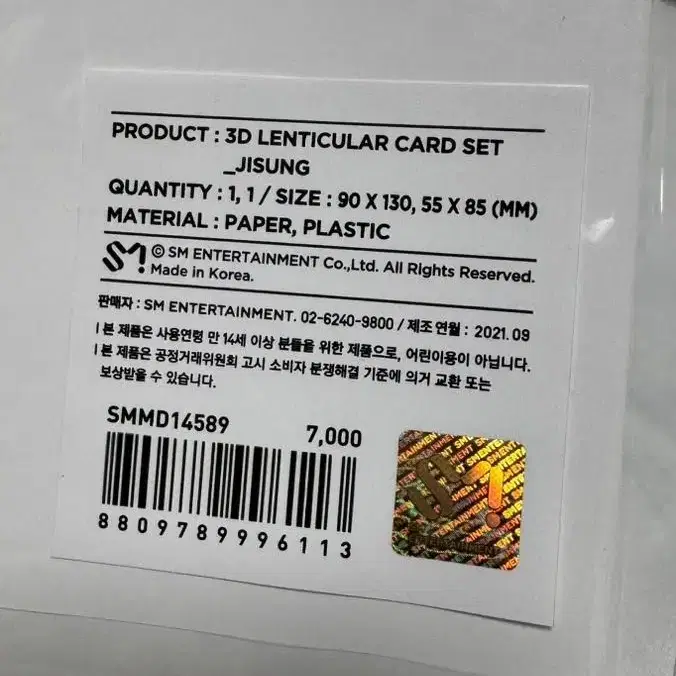 PRODUCT : 3D LENTICULAR CARD SET
_JISUNG
QUANTITY : 1, 1 / SIZE : 90 X 130, 55 X 85 (MM)
MATERIAL : PAPER, PLASTIC
SM
© SM ENTERTAINMENT Co.,Ltd. All Rights Reserved.
Made in Korea.
판매자 : SM ENTERTAINMENT. 02-6240-9800 / 제조 연월 : 2021. 09
l 본 제품은 사용연령 만 14세 이상 분들을 위한 제품으로, 어린이용이 아닙니다.
l 본 제품은 공정거래위원회 고시 소비자 분쟁해결 기준에 의거 교환 또는
보상받을 수 있습니다.
SMMD14589
7,000
8809789996113
SM ENTERTAINMENT